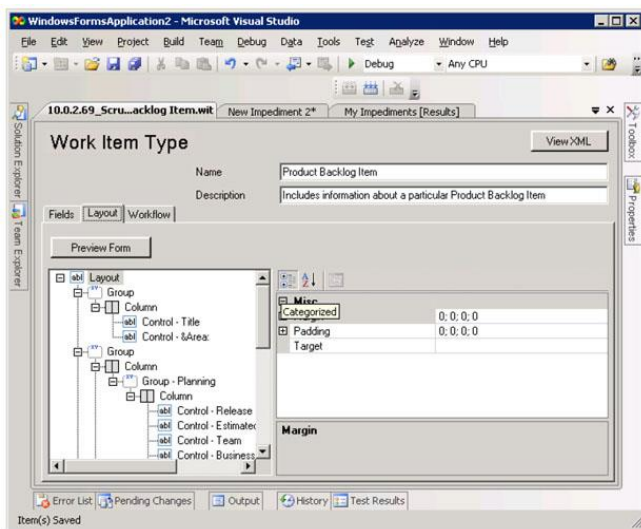 WindowsFormsApplication2 - Microsoft Visual Studio
File Edit View Project Build Team Debug Data Tools Test Analyze Window Help
Debug Any CPU
10.0.2.69_Scru...acklog Item.wit New Impediment 2* My Impediments [Results]
Solution Explorer
Team Explorer
Toolbox
Properties
Work Item Type
View XML
Name Product Backlog Item
Description Includes information about a particular Product Backlog Item
Fields Layout Workflow
Preview Form
Layout
Group
Column
Control - Title
Control - &Area:
Group
Column
Group - Planning
Column
Control - Release
Control - Estimated
Control - Team
Control - Business
Misc
Categorized
0; 0; 0; 0
Padding 0; 0; 0; 0
Target
Margin
Error List Pending Changes Output History Test Results
Item(s) Saved